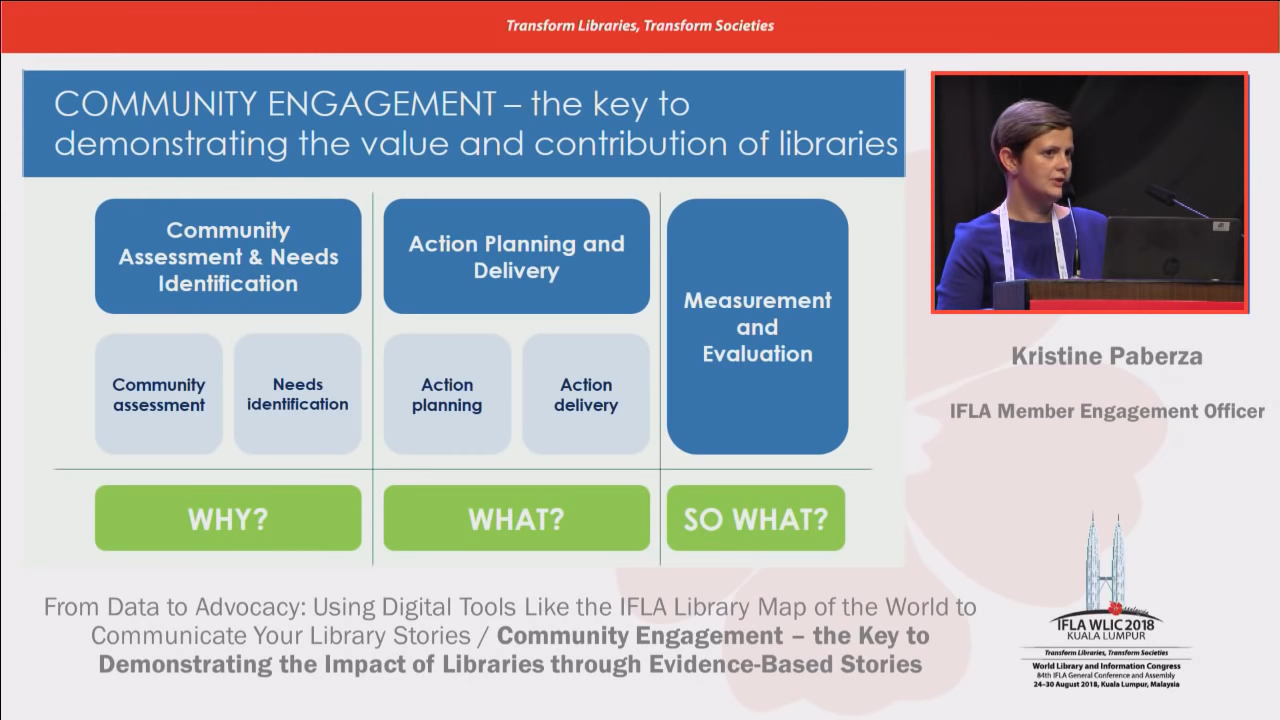 Transform Libraries, Transform Societies
COMMUNITY ENGAGEMENT – the key to
demonstrating the value and contribution of libraries
Community
Assessment & Needs
Identification
Action Planning and
Delivery
Measurement
and
Evaluation
Community
assessment
Needs
identification
Action
planning
Action
delivery
WHY?
WHAT?
SO WHAT?
Kristine Paberza
IFLA Member Engagement Officer
From Data to Advocacy: Using Digital Tools Like the IFLA Library Map of the World to
Communicate Your Library Stories / Community Engagement – the Key to
Demonstrating the Impact of Libraries through Evidence-Based Stories
Malaysia
IFLA WLIC 2018
KUALA LUMPUR
Transform Libraries, Transform Societies
World Library and Information Congress
84th IFLA General Conference and Assembly
24–30 August 2018, Kuala Lumpur, Malaysia